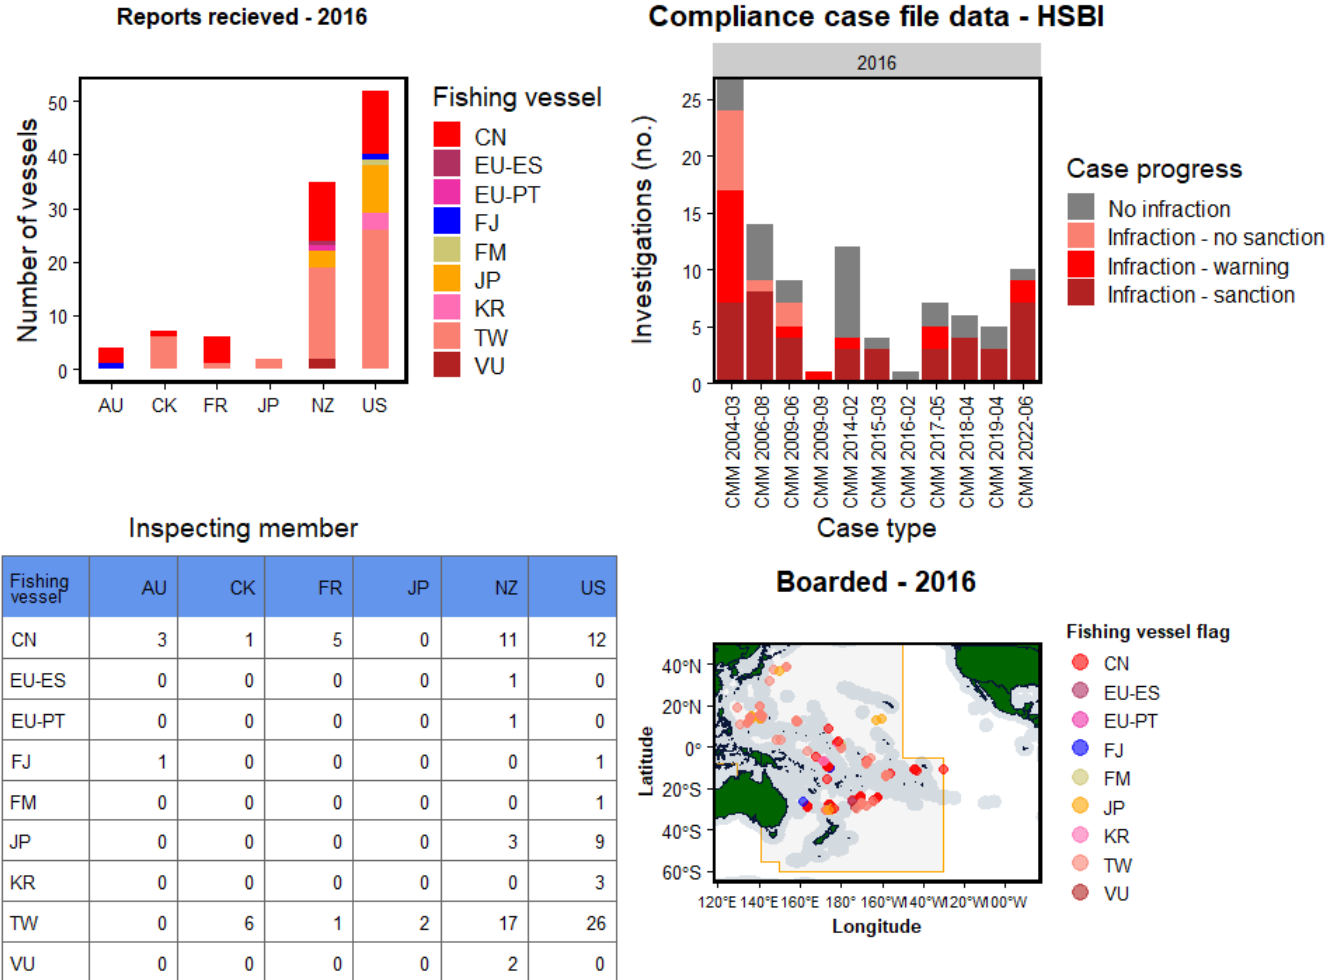 Reports recieved - 2016
Number of vessels
50
40
30
20
10
0
AU CK FR JP NZ US
Fishing vessel
CN
EU-ES
EU-PT
FJ
FM
JP
KR
TW
VU
Compliance case file data - HSBI
2016
Investigations (no.)
25
20
15
10
5
0
CMM 2004-03
CMM 2006-08
CMM 2009-06
CMM 2009-09
CMM 2014-02
CMM 2015-03
CMM 2016-02
CMM 2017-05
CMM 2018-04
CMM 2019-04
CMM 2022-06
Case type
Case progress
No infraction
Infraction - no sanction
Infraction - warning
Infraction - sanction
Inspecting member
Fishing vessel AU CK FR JP NZ US
CN 3 1 5 0 11 12
EU-ES 0 0 0 0 1 0
EU-PT 0 0 0 0 1 0
FJ 1 0 0 0 0 1
FM 0 0 0 0 0 1
JP 0 0 0 0 3 9
KR 0 0 0 0 0 3
TW 0 6 1 2 17 26
VU 0 0 0 0 2 0
Boarded - 2016
Latitude
40°N
20°N
0°
20°S
40°S
60°S
120°E 140°E 160°E 180° 160°W 140°W 120°W 100°W
Longitude
Fishing vessel flag
CN
EU-ES
EU-PT
FJ
FM
JP
KR
TW
VU